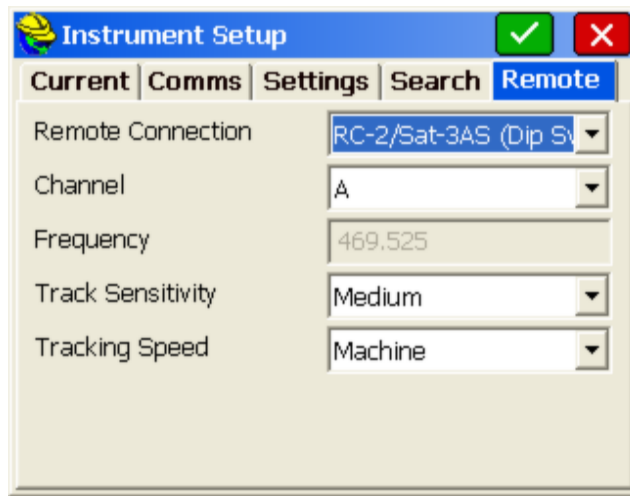 Instrument Setup
Current Comms Settings Search Remote
Remote Connection RC-2/Sat-3AS (Dip
Channel A
Frequency 469.525
Track Sensitivity Medium
Tracking Speed Machine